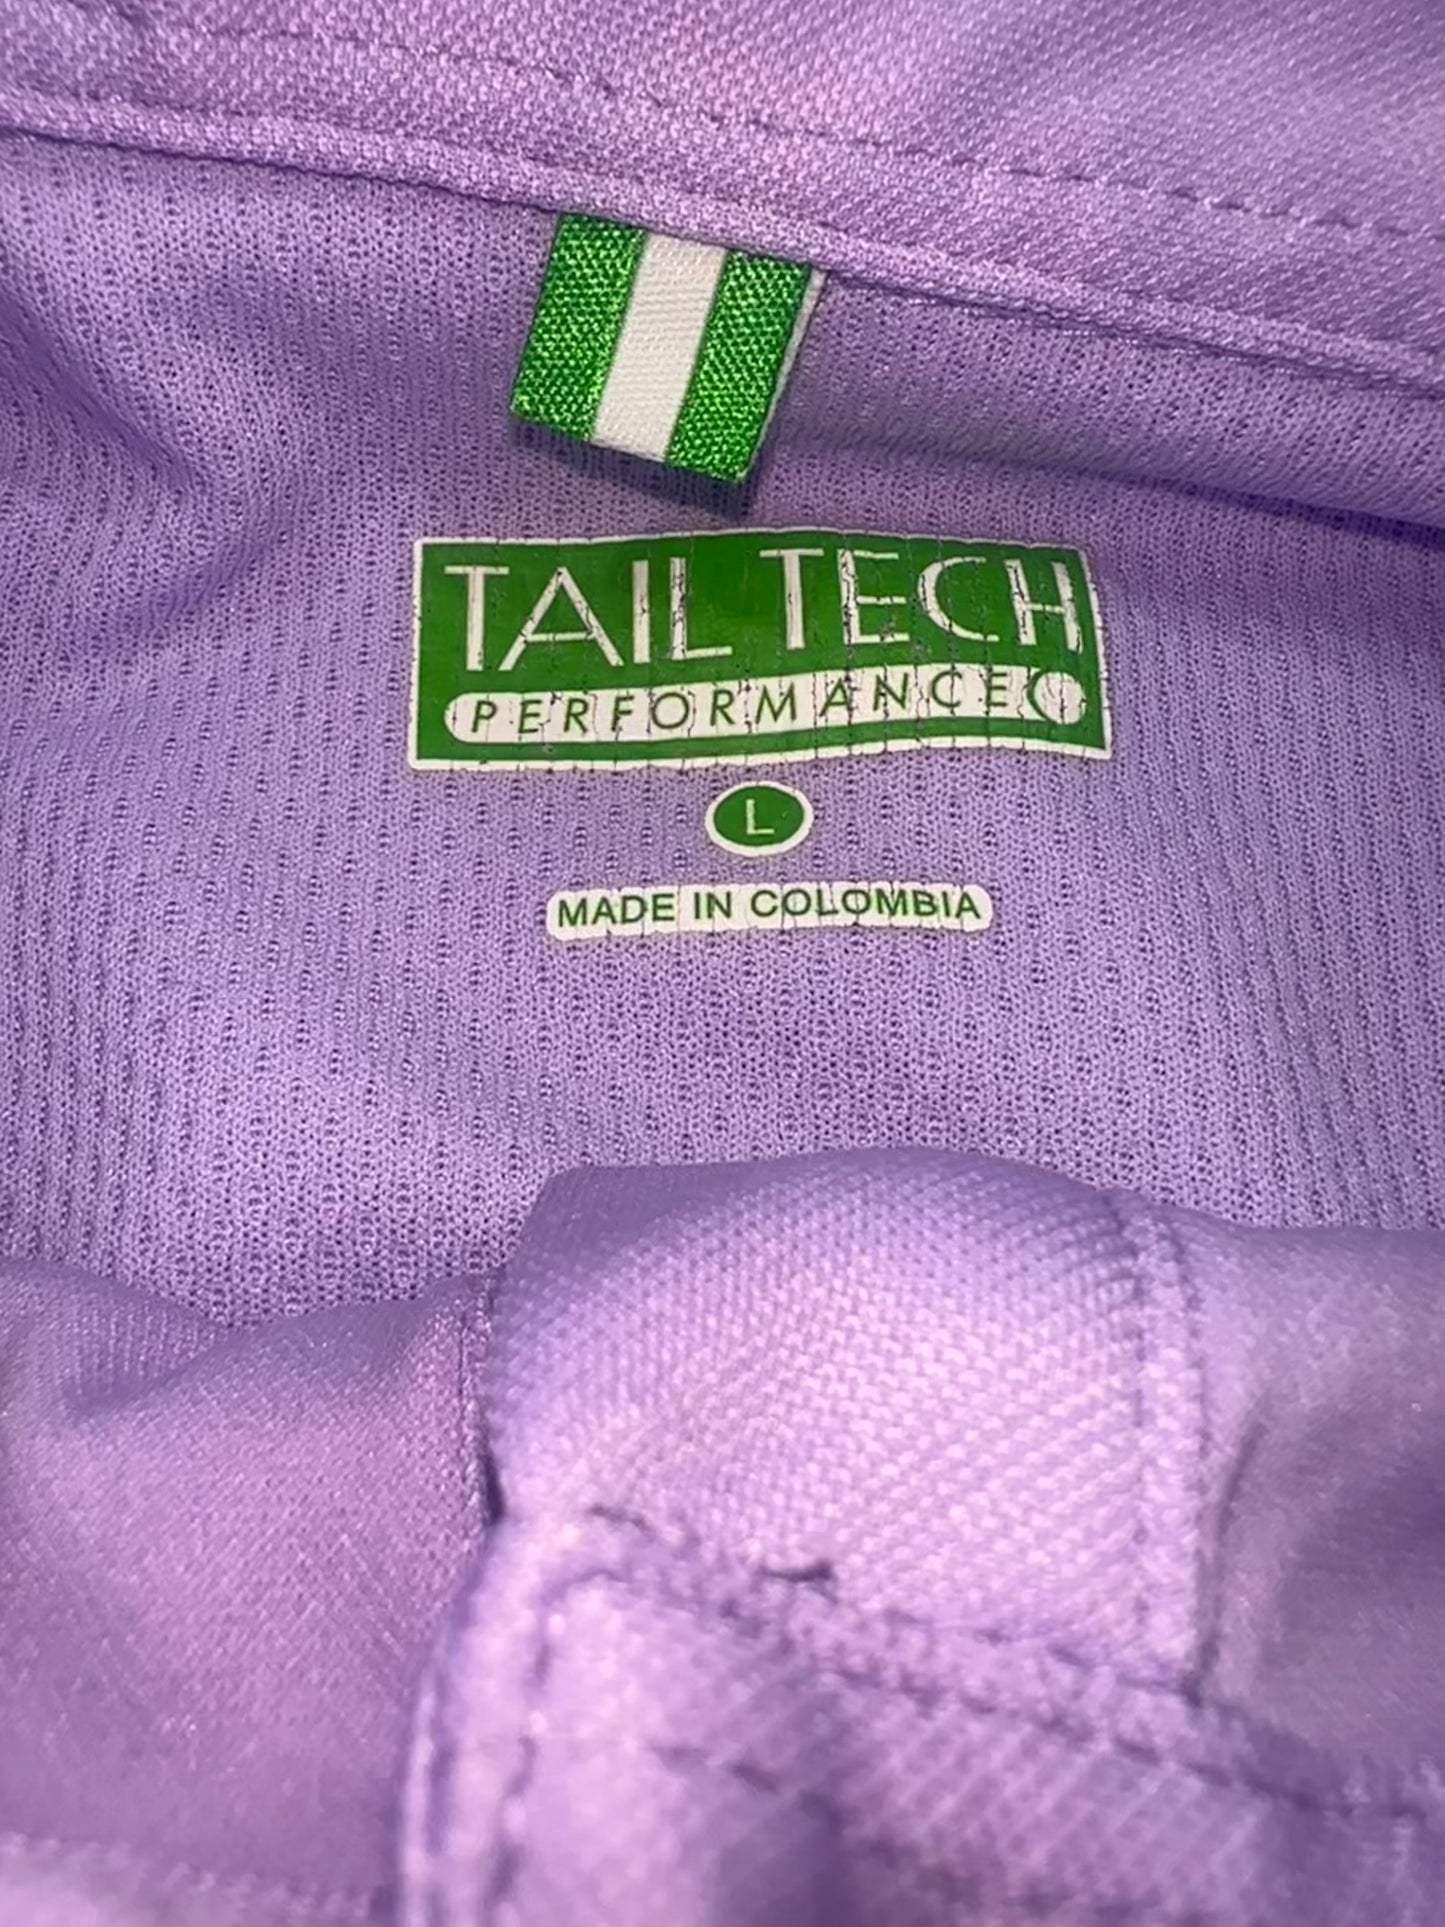 TAIL TECH
PERFORMANCE
L
MADE IN COLOMBIA